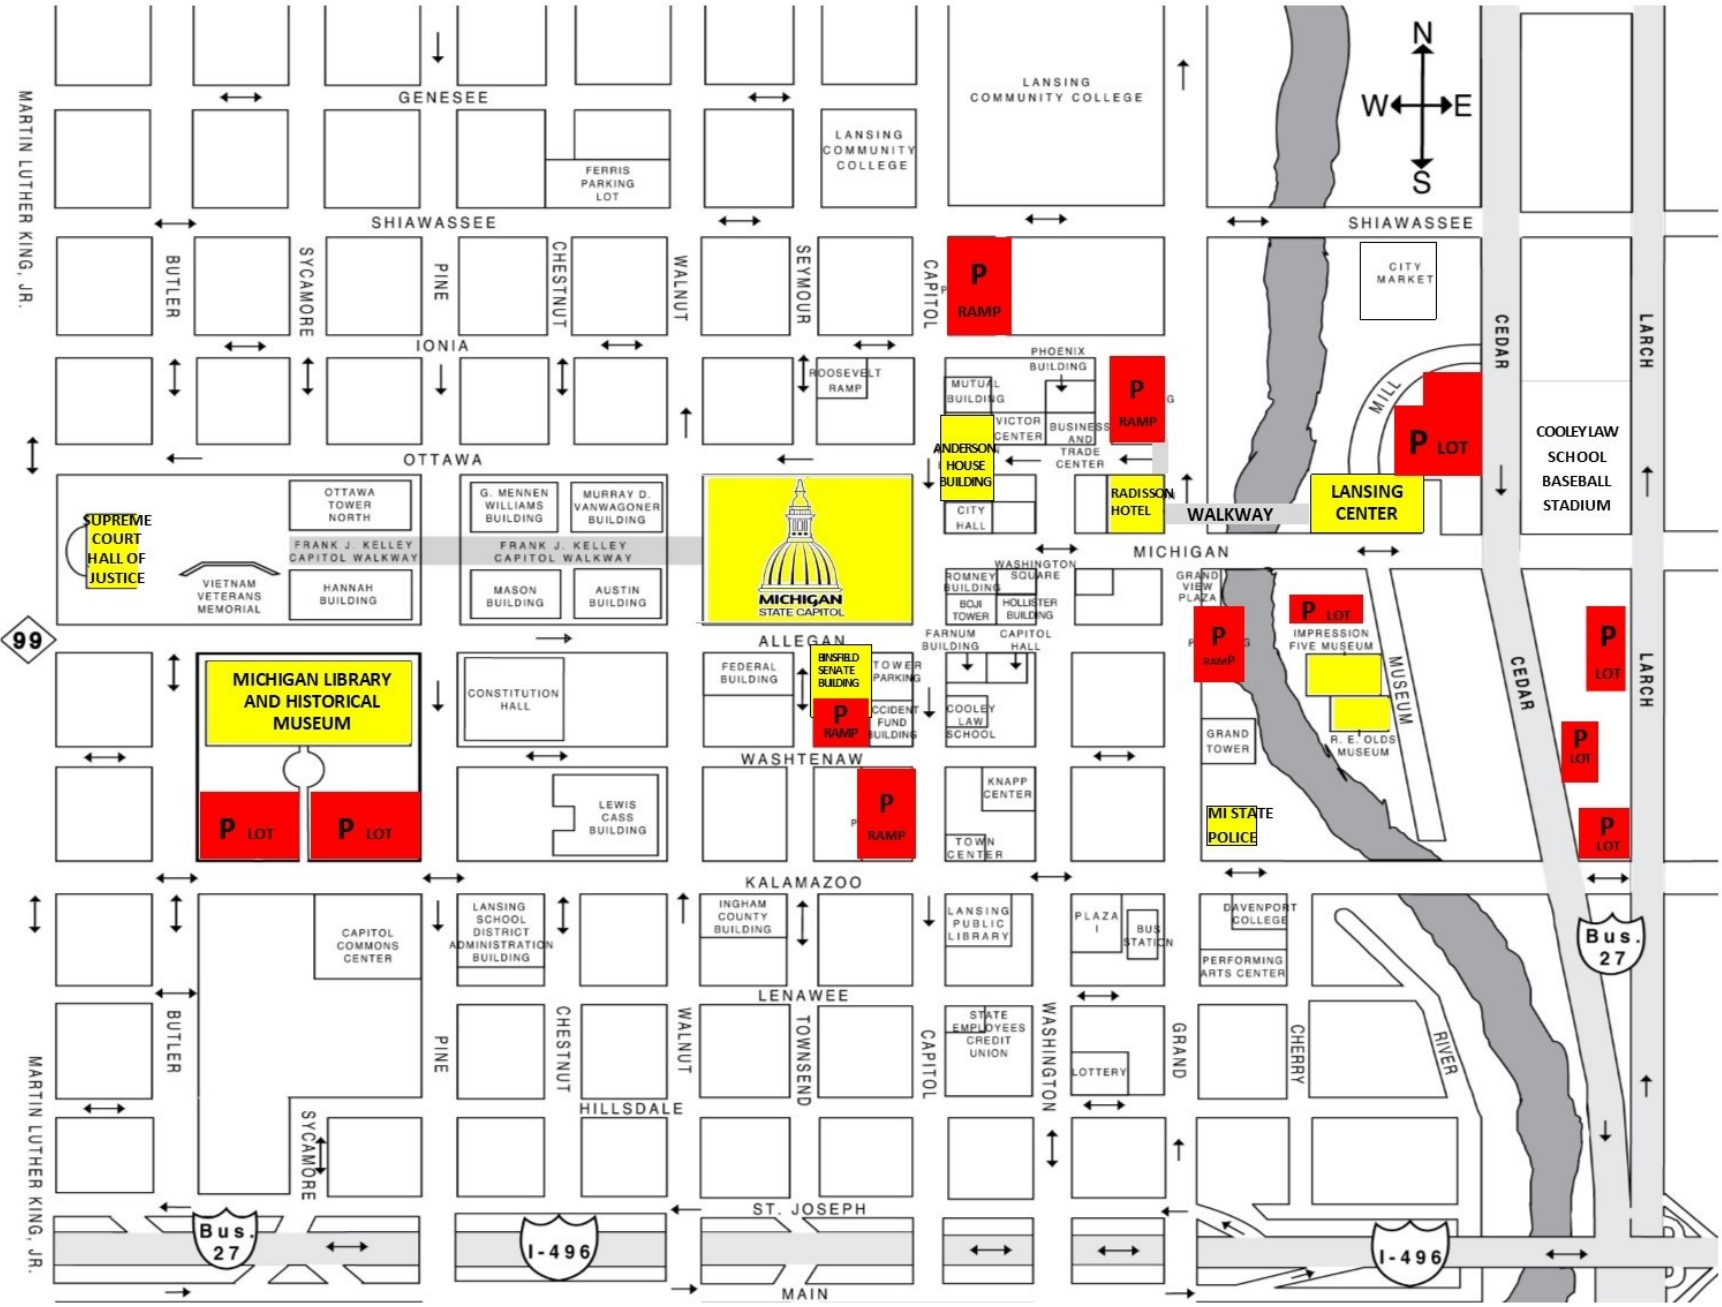 N
W E
S
LANSING
COMMUNITY COLLEGE
GENESEE
MARTIN LUTHER KING, JR.
LANSING
COMMUNITY
COLLEGE
FERRIS
PARKING
LOT
SHIAWASSEE
SHIAWASSEE
BUTLER
SYCAMORE
PINE
CHESTNUT
WALNUT
SEYMOUR
CAPITOL
P
P
RAMP
CITY
MARKET
CEDAR
LARCH
IONIA
PHOENIX
BUILDING
ROOSEVELT
RAMP
MUTUAL
BUILDING
P
RAMP
G
MILL
VICTOR
CENTER
BUSINESS
AND
TRADE
CENTER
P LOT
COOLEY LAW
SCHOOL
BASEBALL
STADIUM
OTTAWA
ANDERSON
HOUSE
BUILDING
OTTAWA
TOWER
NORTH
G. MENNEN
WILLIAMS
BUILDING
MURRAY D.
VANWAGONER
BUILDING
RADISSON
HOTEL
WALKWAY
LANSING
CENTER
SUPREME
COURT
HALL OF
JUSTICE
CITY
HALL
FRANK J. KELLEY
CAPITOL WALKWAY
FRANK J. KELLEY
CAPITOL WALKWAY
MICHIGAN
STATE CAPITOL
MICHIGAN
VIETNAM
VETERANS
MEMORIAL
HANNAH
BUILDING
MASON
BUILDING
AUSTIN
BUILDING
WASHINGTON
SQUARE
ROMNEY
BUILDING
BOJI
TOWER
HOLLISTER
BUILDING
GRAND
VIEW
PLAZA
99
ALLEGAN
FARNUM
BUILDING
CAPITOL
HALL
P
P
RAMP
G
P LOT
IMPRESSION
FIVE MUSEUM
P
LOT
MICHIGAN LIBRARY
AND HISTORICAL
MUSEUM
CONSTITUTION
HALL
FEDERAL
BUILDING
BINSFIELD
SENATE
BUILDING
TOWER
PARKING
P
RAMP
CCIDENT
FUND
BUILDING
COOLEY
LAW
SCHOOL
GRAND
TOWER
R. E. OLDS
MUSEUM
MUSEUM
CEDAR
LARCH
P
LOT
WASHTENAW
P LOT
P LOT
LEWIS
CASS
BUILDING
P
P
RAMP
KNAPP
CENTER
TOWN
CENTER
MI STATE
POLICE
P
LOT
KALAMAZOO
CAPITOL
COMMONS
CENTER
LANSING
SCHOOL
DISTRICT
ADMINISTRATION
BUILDING
INGHAM
COUNTY
BUILDING
LANSING
PUBLIC
LIBRARY
PLAZA
I
BUS
STATION
DAVENPORT
COLLEGE
PERFORMING
ARTS CENTER
Bus.
27
LENAWEE
BUTLER
PINE
CHESTNUT
WALNUT
TOWNSEND
CAPITOL
STATE
EMPLOYEES
CREDIT
UNION
WASHINGTON
LOTTERY
GRAND
CHERRY
RIVER
MARTIN LUTHER KING, JR.
HILLSDALE
SYCAMORE
ST. JOSEPH
Bus.
27
I-496
I-496
MAIN